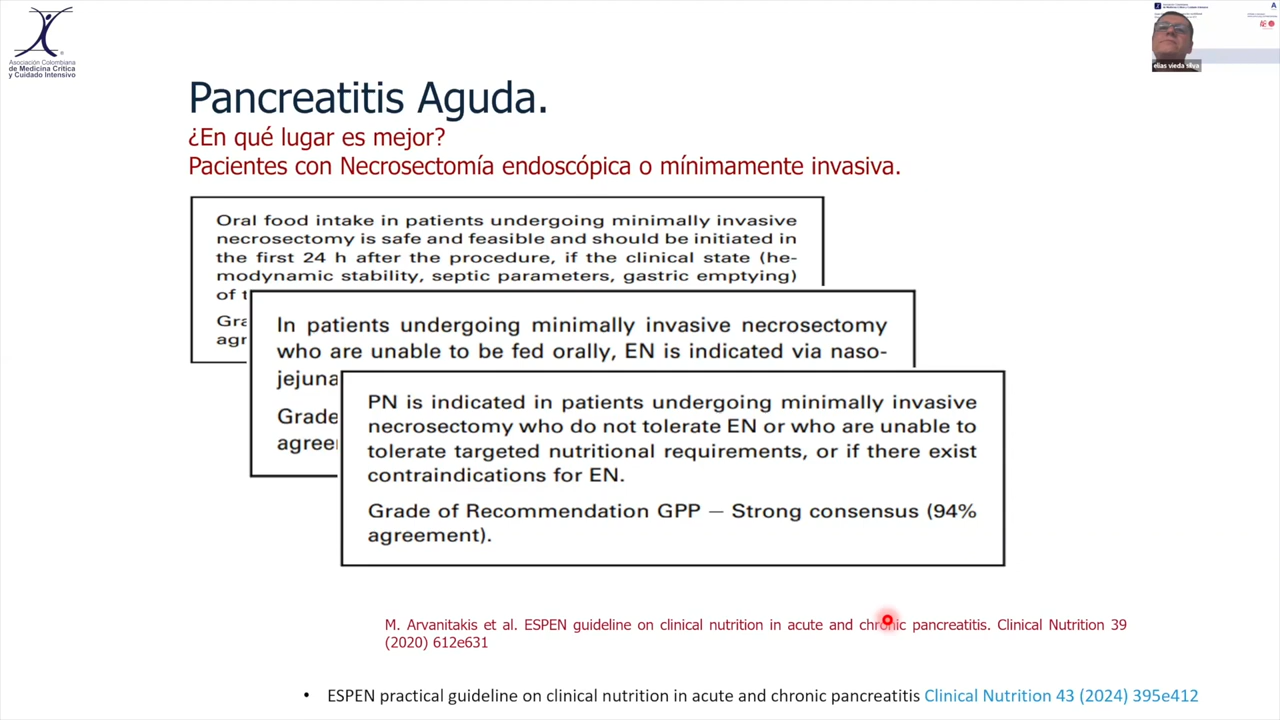 Asociación Colombiana
de Medicina Crítica
y Cuidado Intensivo
elias vieda silva
Pancreatitis Aguda.
¿En qué lugar es mejor?
Pacientes con Necrosectomía endoscópica o mínimamente invasiva.
Oral food intake in patients undergoing minimally invasive
necrosectomy is safe and feasible and should be initiated in
the first 24 h after the procedure, if the clinical state (he-
modynamic stability, septic parameters, gastric emptying)
of t
Gra
agr
In patients undergoing minimally invasive necrosectomy
who are unable to be fed orally, EN is indicated via naso-
jejuna
Grade
agree
PN is indicated in patients undergoing minimally invasive
necrosectomy who do not tolerate EN or who are unable to
tolerate targeted nutritional requirements, or if there exist
contraindications for EN.
Grade of Recommendation GPP — Strong consensus (94%
agreement).
M. Arvanitakis et al. ESPEN guideline on clinical nutrition in acute and chronic pancreatitis. Clinical Nutrition 39
(2020) 612e631
• ESPEN practical guideline on clinical nutrition in acute and chronic pancreatitis Clinical Nutrition 43 (2024) 395e412